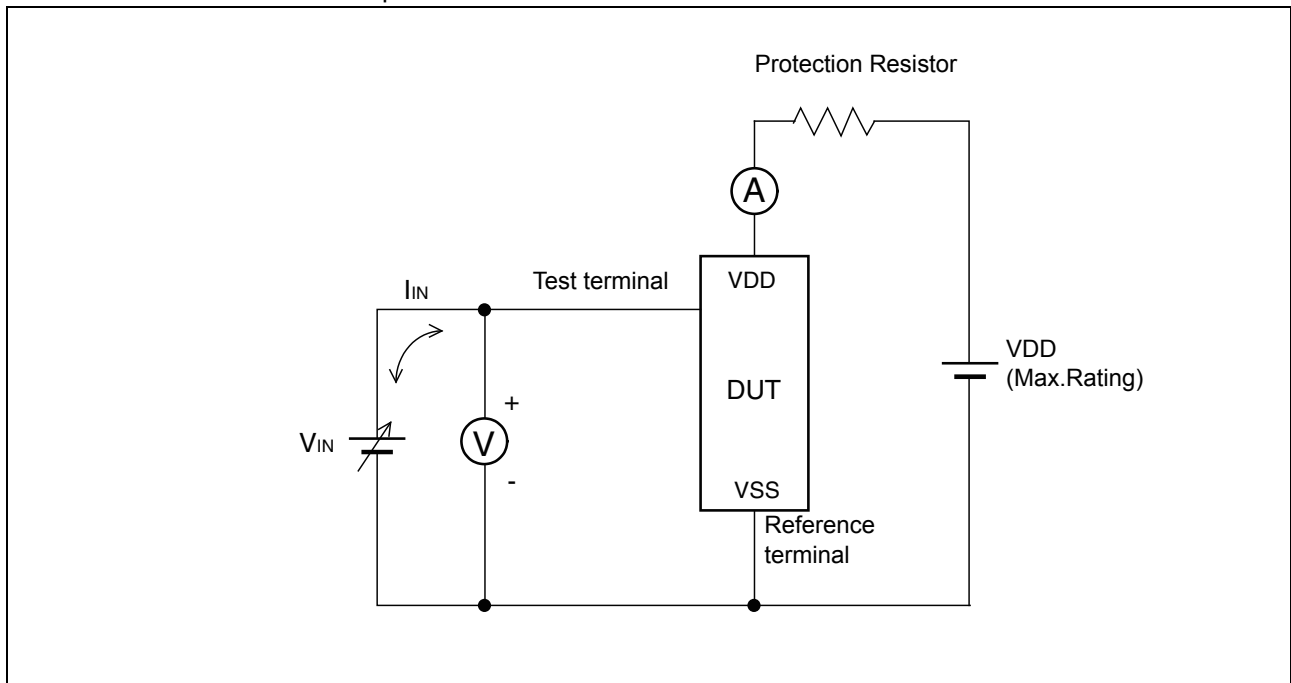 Protection Resistor
A
Test terminal
VDD
IIN
VDD
(Max.Rating)
DUT
+
VIN
V
-
VSS
Reference
terminal